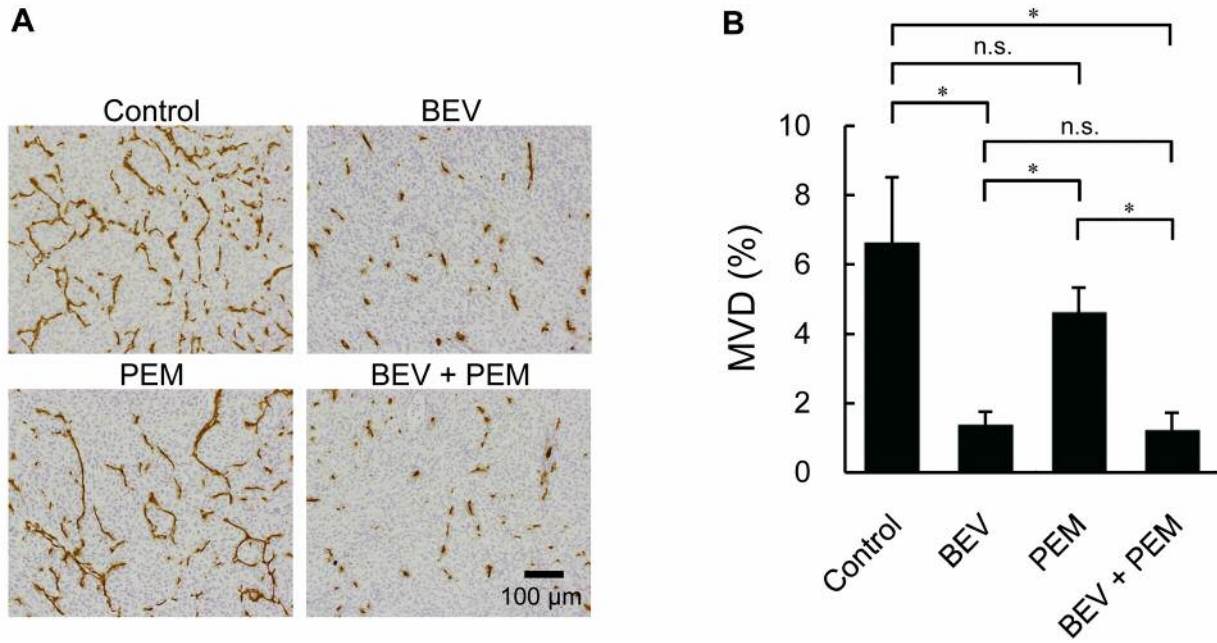 A
Control
BEV
PEM
BEV + PEM
100 µm
B
*
n.s.
*
n.s.
*
*
MVD (%)
10
8
6
4
2
0
Control
BEV
PEM
BEV + PEM